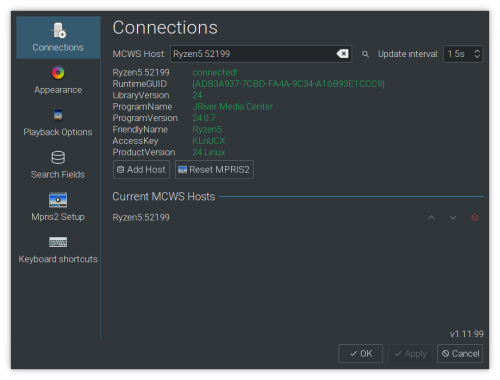 Connections
Appearance
Playback Options
Search Fields
Mpris2 Setup
Keyboard shortcuts
Connections
MCWS Host: Ryzen5:52199 Update interval: 1.5s
Ryzen5:52199 connected!
RuntimeGUID {ADB3A937-7CBD-FA4A-9C34-A16B93E1CCC9}
LibraryVersion 24
ProgramName JRiver Media Center
ProgramVersion 24.0.7
FriendlyName Ryzen5
AccessKey KLnUCX
ProductVersion 24 Linux
Add Host Reset MPRIS2
Current MCWS Hosts
Ryzen5:52199
v1.11.99
OK Apply Cancel